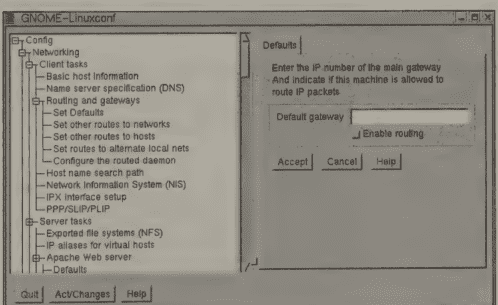 GNOME-Linuxconf
Config
Networking
Client tasks
Basic host information
Name server specification (DNS)
Routing and gateways
Set Defaults
Set other routes to networks
Set other routes to hosts
Set routes to alternate local nets
Configure the routed daemon
Host name search path
Network Information System (NIS)
IPX interface setup
PPP/SLIP/PLIP
Server tasks
Exported file systems (NFS)
IP aliases for virtual hosts
Apache Web server
Defaults
Defaults
Enter the IP number of the main gateway
And indicate if this machine is allowed to
route IP packets
Default gateway
Enable routing
Accept Cancel Help
Quit Act/Changes Help